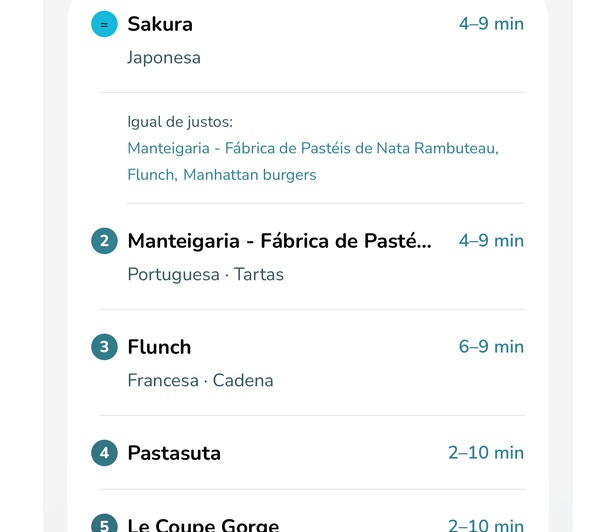 ≃ Sakura 4–9 min
Japonesa
Igual de justos:
Manteigaria - Fábrica de Pastéis de Nata Rambuteau,
Flunch, Manhattan burgers
2 Manteigaria - Fábrica de Pasté... 4–9 min
Portuguesa · Tartas
3 Flunch 6–9 min
Francesa · Cadena
4 Pastasuta 2–10 min
5 Le Coupe Gorge 2–10 min